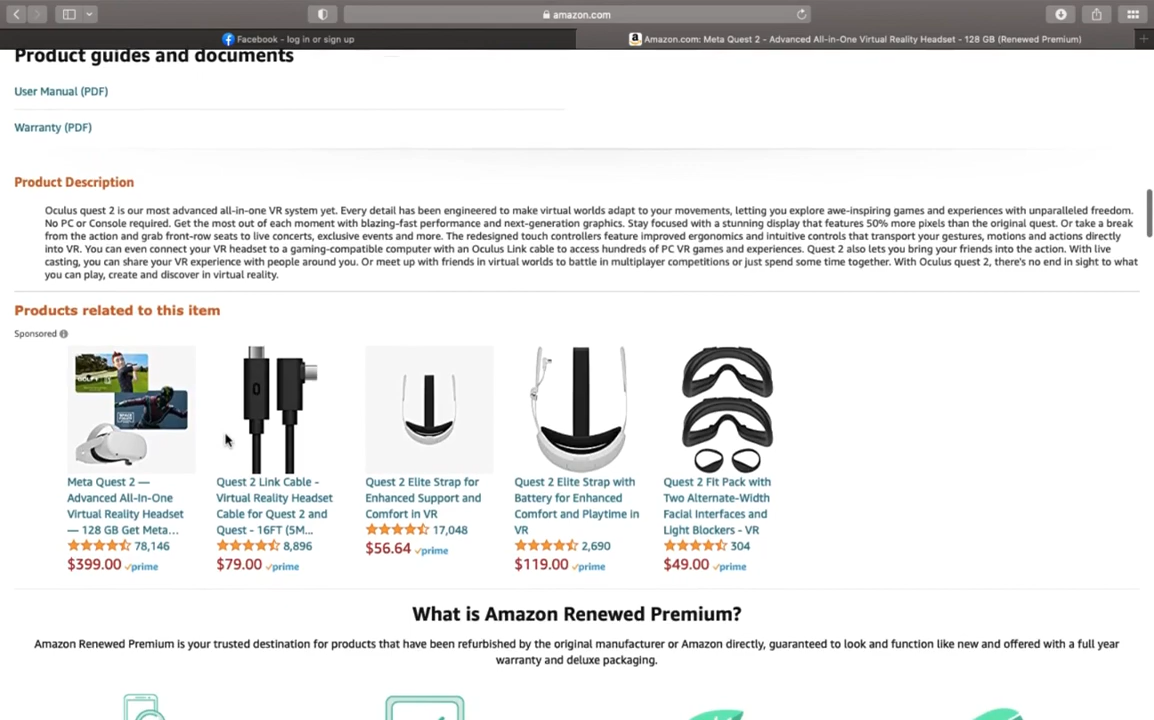 amazon.com
Facebook - log in or sign up
Amazon.com: Meta Quest 2 - Advanced All-in-One Virtual Reality Headset - 128 GB (Renewed Premium)
Product guides and documents
User Manual (PDF)
Warranty (PDF)
Product Description
Oculus quest 2 is our most advanced all-in-one VR system yet. Every detail has been engineered to make virtual worlds adapt to your movements, letting you explore awe-inspiring games and experiences with unparalleled freedom.
No PC or Console required. Get the most out of each moment with blazing-fast performance and next-generation graphics. Stay focused with a stunning display that features 50% more pixels than the original quest. Or take a break
from the action and grab front-row seats to live concerts, exclusive events and more. The redesigned touch controllers feature improved ergonomics and intuitive controls that transport your gestures, motions and actions directly
into VR. You can even connect your VR headset to a gaming-compatible computer with an Oculus Link cable to access hundreds of PC VR games and experiences. Quest 2 also lets you bring your friends into the action. With live
casting, you can share your VR experience with people around you. Or meet up with friends in virtual worlds to battle in multiplayer competitions or just spend some time together. With Oculus quest 2, there's no end in sight to what
you can play, create and discover in virtual reality.
Products related to this item
Sponsored
Meta Quest 2 —
Advanced All-In-One
Virtual Reality Headset
— 128 GB Get Meta...
78,146
$399.00 prime
Quest 2 Link Cable -
Virtual Reality Headset
Cable for Quest 2 and
Quest - 16FT (5M...
8,896
$79.00 prime
Quest 2 Elite Strap for
Enhanced Support and
Comfort in VR
17,048
$56.64 prime
Quest 2 Elite Strap with
Battery for Enhanced
Comfort and Playtime in
VR
2,690
$119.00 prime
Quest 2 Fit Pack with
Two Alternate-Width
Facial Interfaces and
Light Blockers - VR
304
$49.00 prime
What is Amazon Renewed Premium?
Amazon Renewed Premium is your trusted destination for products that have been refurbished by the original manufacturer or Amazon directly, guaranteed to look and function like new and offered with a full year
warranty and deluxe packaging.